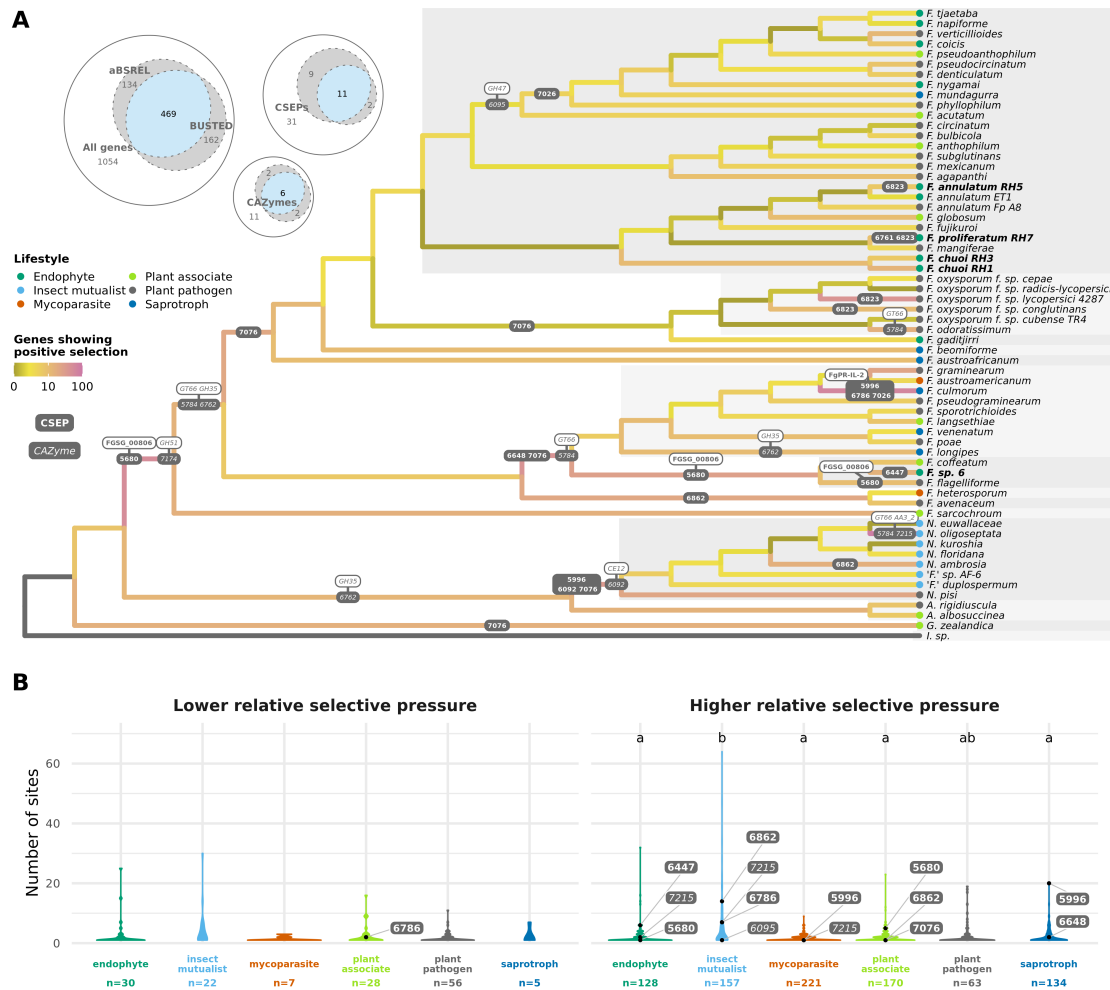 A
aBSREL
134
469
BUSTED
162
All genes
1054
9
11
CSEPs
2
31
2
6
CAZymes
11
2
Lifestyle
Endophyte
Plant associate
Insect mutualist
Plant pathogen
Mycoparasite
Saprotroph
Genes showing
positive selection
0 10 100
CSEP
CAZyme
F. tjaetaba
F. napiforme
F. verticillioides
F. coicis
F. pseudoanthophilum
F. pseudocircinatum
F. denticulatum
F. nygamai
F. mundagurra
F. phyllophilum
F. acutatum
F. circinatum
F. bulbicola
F. anthophilum
F. subglutinans
F. mexicanum
F. agapanthi
F. annulatum RH5
F. annulatum ET1
F. annulatum Fp A8
F. globosum
F. fujikuroi
F. proliferatum RH7
F. mangiferae
F. chuoi RH3
F. chuoi RH1
F. oxysporum f. sp. cepae
F. oxysporum f. sp. radicis-lycopersici
F. oxysporum f. sp. lycopersici 4287
F. oxysporum f. sp. conglutinans
F. oxysporum f. sp. cubense TR4
F. odoratissimum
F. gaditjirri
F. beomiforme
F. austroafricanum
F. graminearum
F. austroamericanum
F. culmorum
F. pseudograminearum
F. sporotrichioides
F. langsethiae
F. venenatum
F. poae
F. longipes
F. coffeatum
F. sp. 6
F. flagelliforme
F. heterosporum
F. avenaceum
F. sarcochroum
N. euwallaceae
N. oligoseptata
N. kuroshia
N. floridana
N. ambrosia
'F.' sp. AF-6
'F.' duplospermum
N. pisi
A. rigidiuscula
A. albosuccinea
G. zealandica
I. sp.
GH47
6095
7026
6823
6761 6823
6823
6823
GT66
5784
7076
7076
GT66 GH35
5784 6762
FGSG_00806
5680
GH51
7174
FgPR-IL-2
5996
6786 7026
GT66
5784
6648 7076
GH35
6762
FGSG_00806
5680
FGSG_00806
5680
6447
6862
GT66 AA3_2
5784 7215
6862
CE12
6092
5996
6092 7076
GH35
6762
7076
B
Lower relative selective pressure
Higher relative selective pressure
Number of sites
60
40
20
0
6786
a
b
a
a
ab
a
6447
7215
5680
6862
7215
6786
6095
5996
7215
5680
6862
7076
5996
6648
endophyte
n=30
insect
mutualist
n=22
mycoparasite
n=7
plant
associate
n=28
plant
pathogen
n=56
saprotroph
n=5
endophyte
n=128
insect
mutualist
n=157
mycoparasite
n=221
plant
associate
n=170
plant
pathogen
n=63
saprotroph
n=134